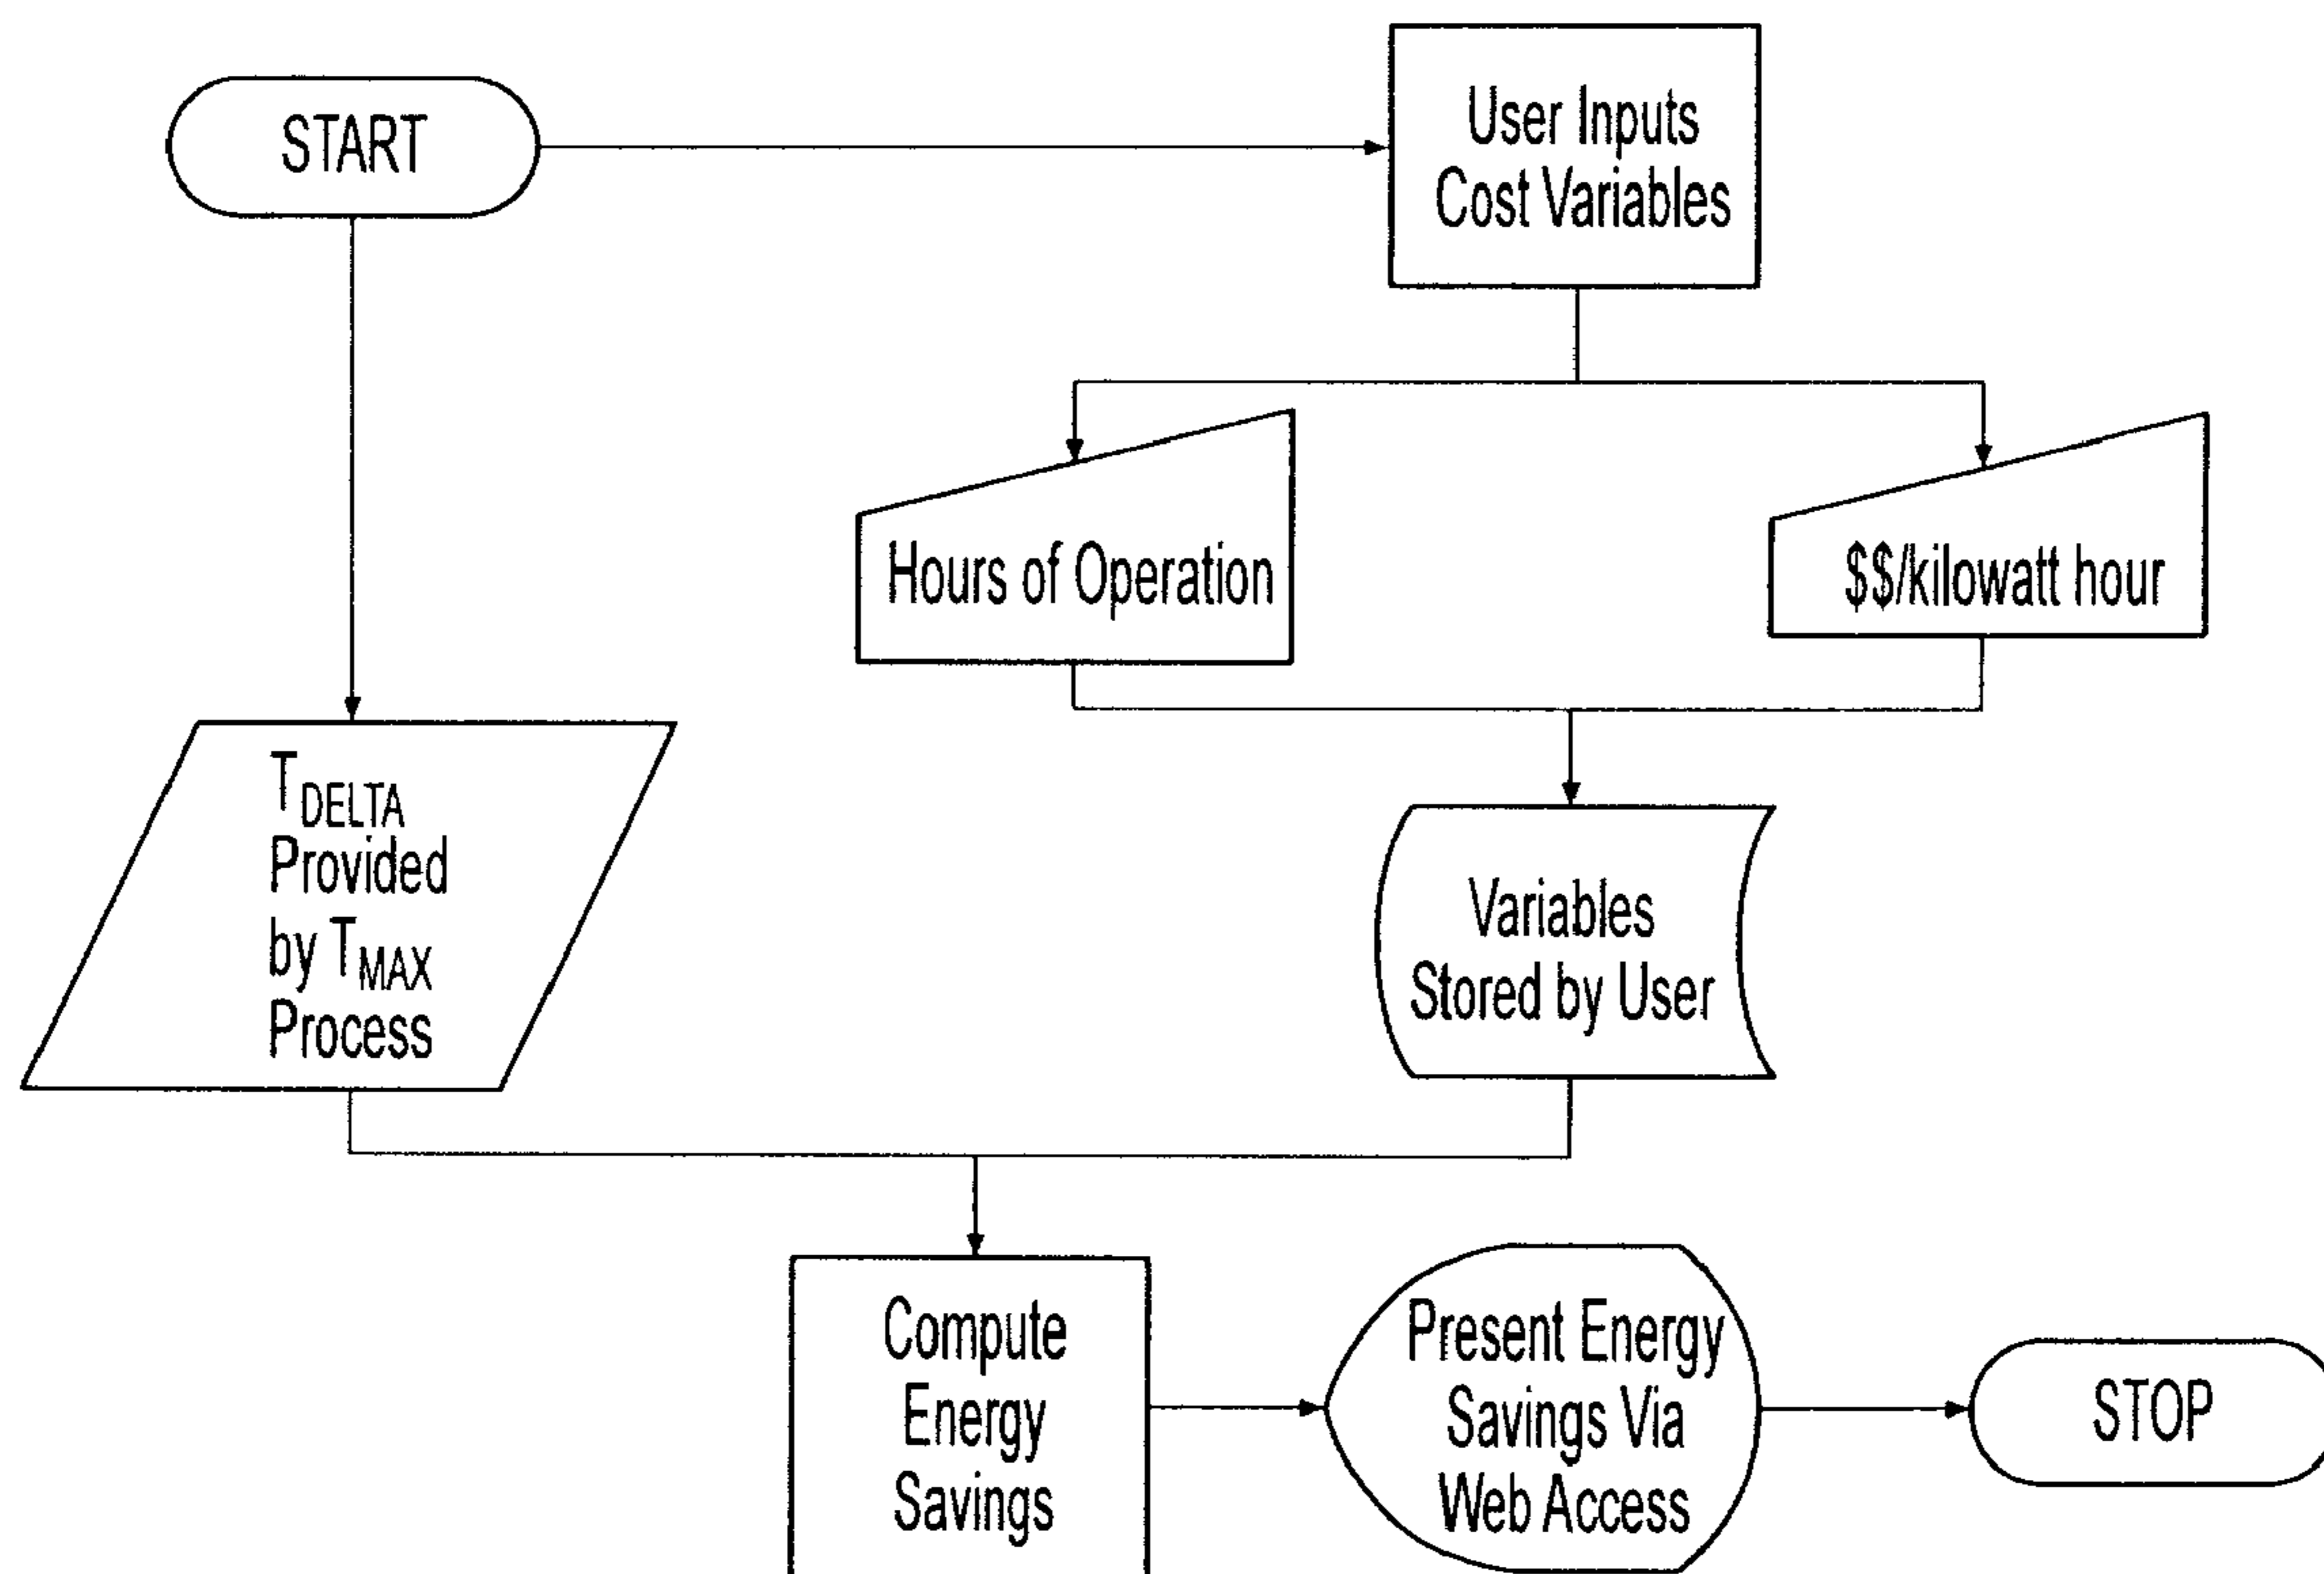 START
User Inputs
Cost Variables
Hours of Operation
$$/kilowatt hour
TDELTA
Provided
by TMAX
Process
Variables
Stored by User
Compute
Energy
Savings
Present Energy
Savings Via
Web Access
STOP